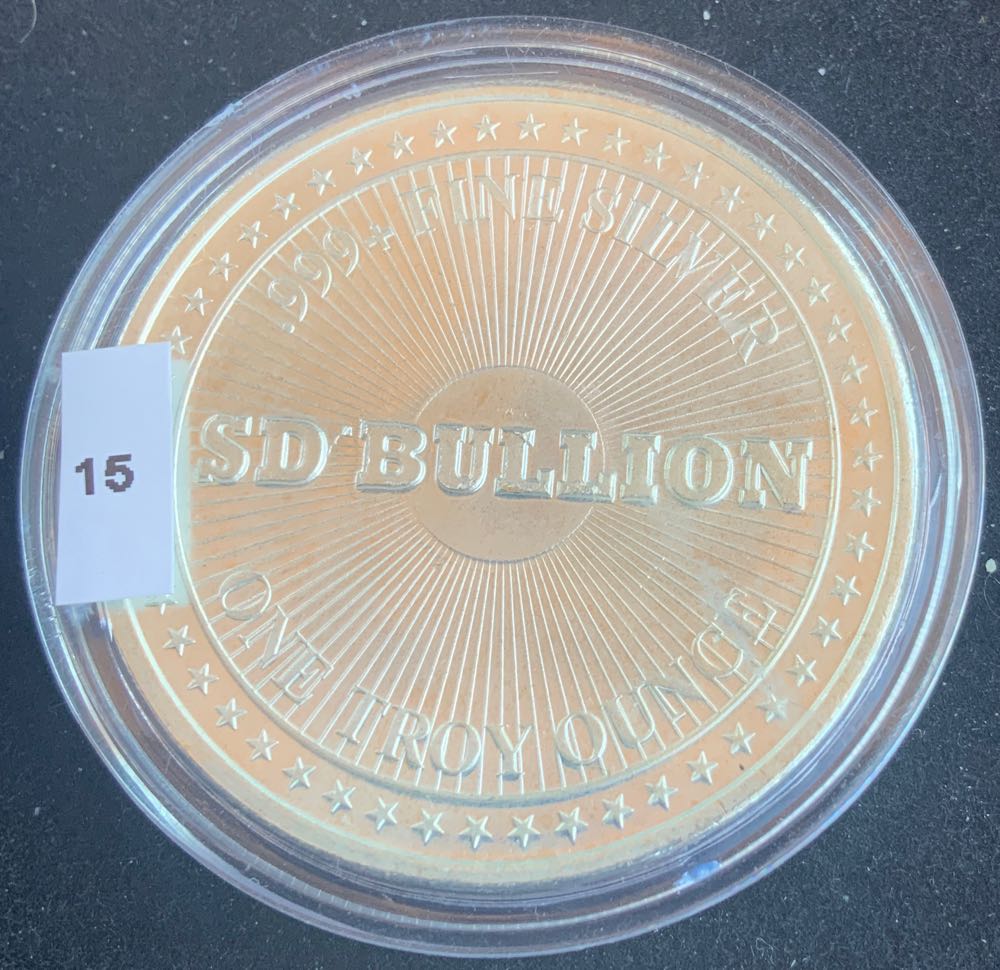 .999+ FINE SILVER
15
SD BULLION
ONE TROY OUNCE